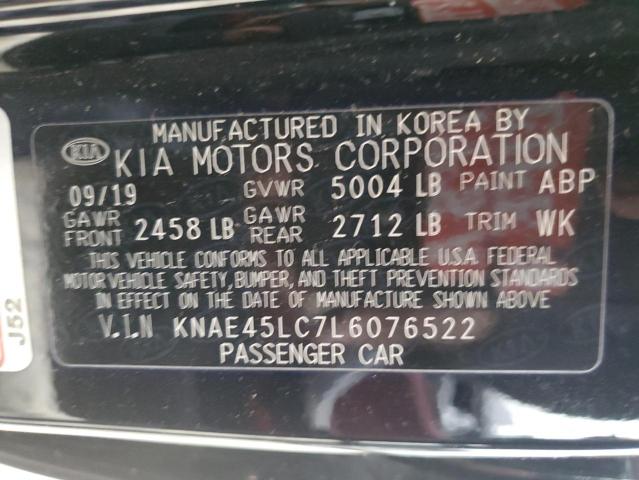 MANUFACTURED IN KOREA BY
KIA KIA MOTORS CORPORATION
09/19 GVWR 5004 LB PAINT ABP
GAWR FRONT 2458 LB GAWR REAR 2712 LB TRIM WK
THIS VEHICLE CONFORMS TO ALL APPLICABLE U.S.A. FEDERAL
MOTOR VEHICLE SAFETY, BUMPER, AND THEFT PREVENTION STANDARDS
IN EFFECT ON THE DATE OF MANUFACTURE SHOWN ABOVE
V.I.N KNAE45LC7L6076522
PASSENGER CAR
J52